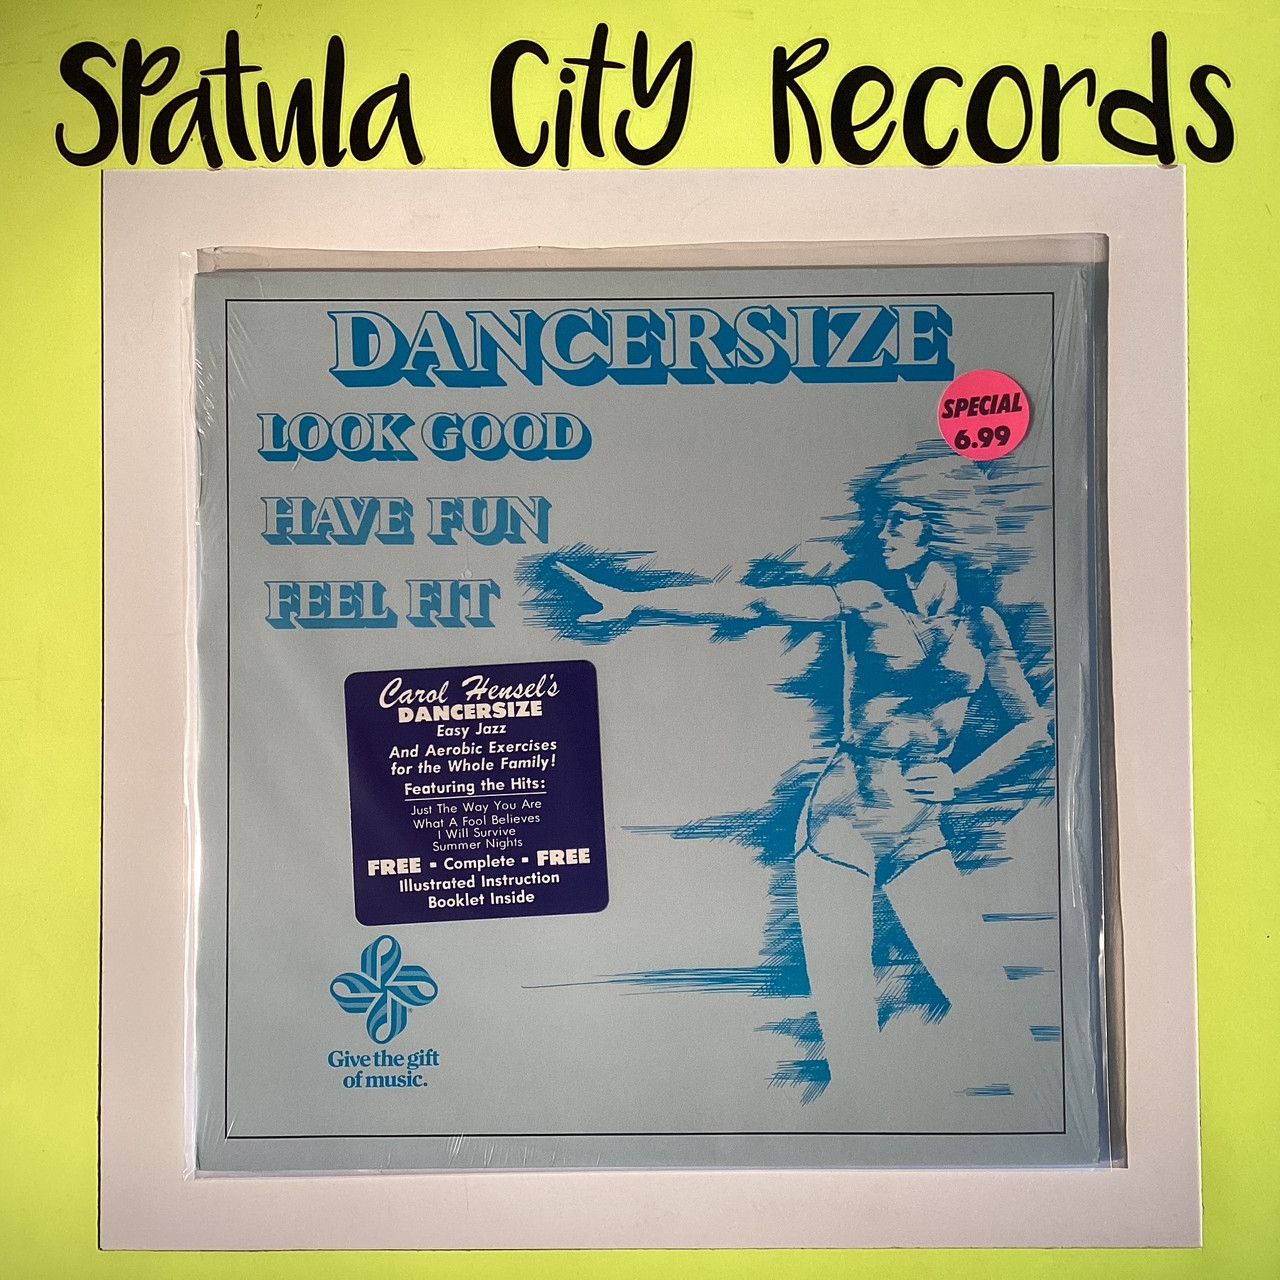 Spatula City Records
DANCERSIZE
LOOK GOOD
HAVE FUN
FEEL FIT
SPECIAL
6.99
Carol Hensel's
DANCERSIZE
Easy Jazz
And Aerobic Exercises
for the Whole Family!
Featuring the Hits:
Just The Way You Are
What A Fool Believes
I Will Survive
Summer Nights
FREE ▪ Complete ▪ FREE
Illustrated Instruction
Booklet Inside
Give the gift
of music.